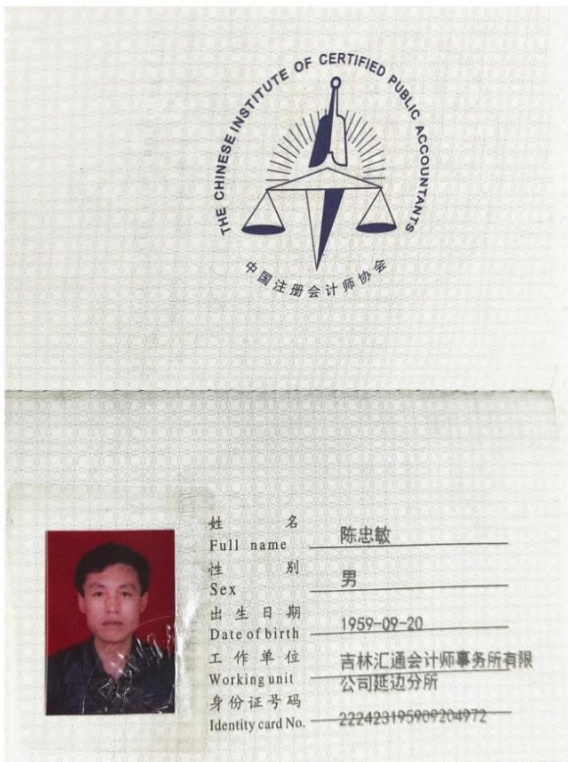 THE CHINESE INSTITUTE OF CERTIFIED PUBLIC ACCOUNTANTS
中国注册会计师协会
姓名 陈忠敏
Full name
性别 男
Sex
出生日期 1959-09-20
Date of birth
工作单位 吉林汇通会计师事务所有限
Working unit 公司延边分所
身份证号码
Identity card No. 222423195909204972